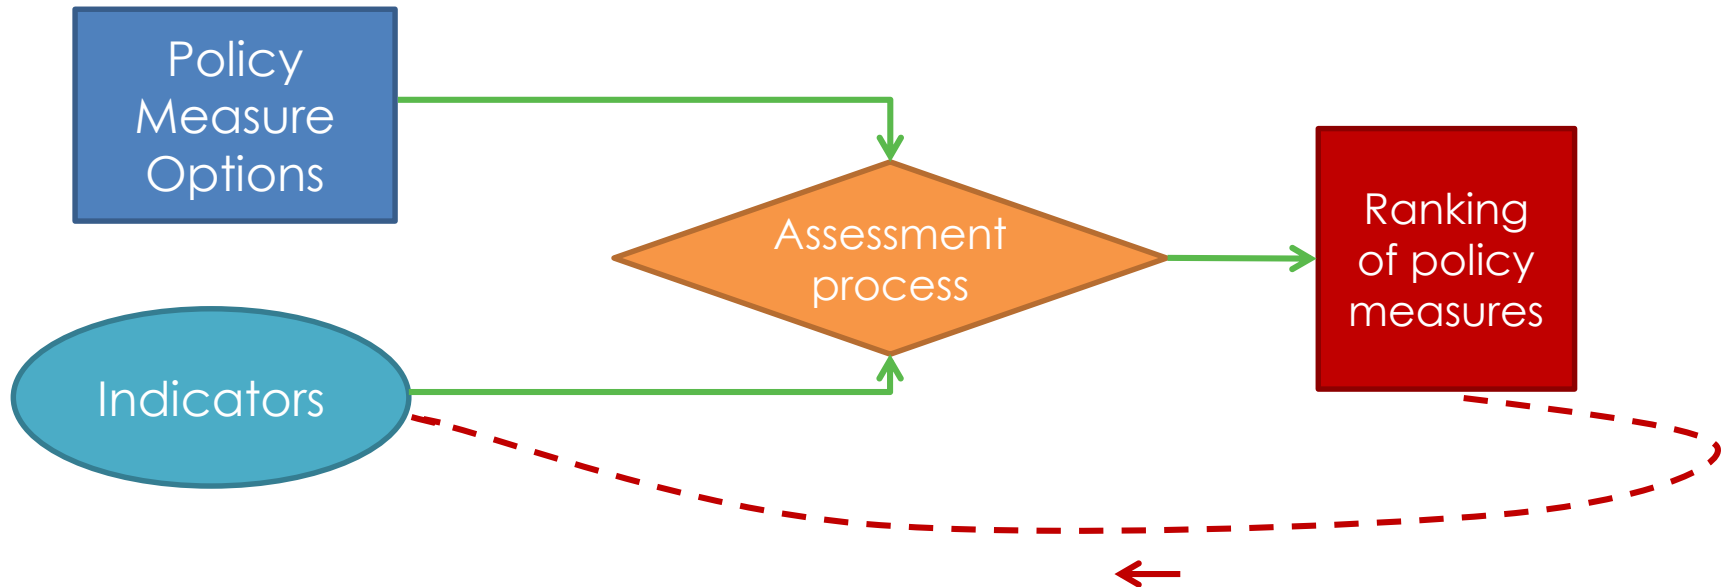 Policy
Measure
Options
Assessment
process
Ranking
of policy
measures
Indicators